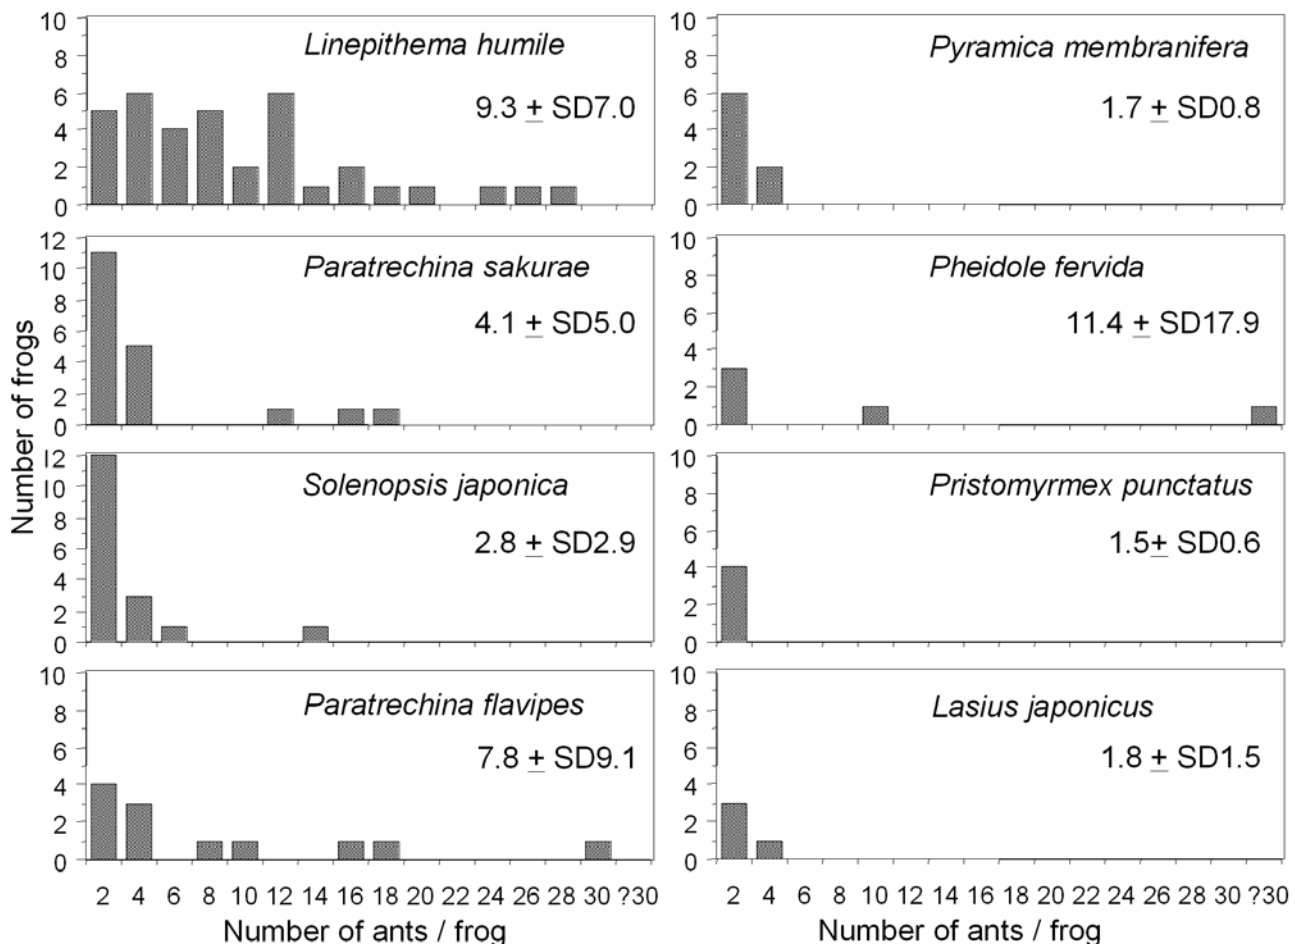 Number of frogs
10
8
6
4
2
0
Linepithema humile
9.3 ± SD7.0
12
10
8
6
4
2
0
Paratrechina sakurae
4.1 ± SD5.0
12
10
8
6
4
2
0
Solenopsis japonica
2.8 ± SD2.9
10
8
6
4
2
0
Paratrechina flavipes
7.8 ± SD9.1
2 4 6 8 10 12 14 16 18 20 22 24 26 30 ?30
Number of ants / frog
10
8
6
4
2
0
Pyramica membranifera
1.7 ± SD0.8
10
8
6
4
2
0
Pheidole fervida
11.4 ± SD17.9
10
8
6
4
2
0
Pristomyrmex punctatus
1.5± SD0.6
10
8
6
4
2
0
Lasius japonicus
1.8 ± SD1.5
2 4 6 8 10 12 14 16 18 20 22 24 26 28 30 ?30
Number of ants / frog